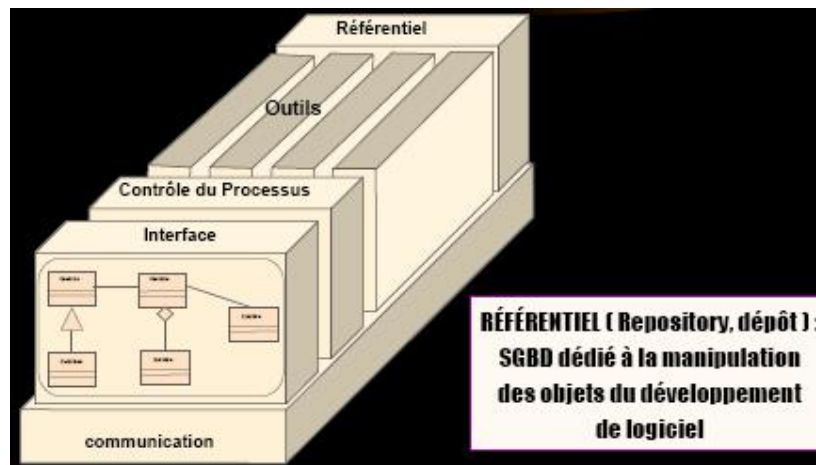 Référentiel
Outils
Contrôle du Processus
Interface
communication
RÉFÉRENTIEL ( Repository, dépôt ) :
SGBD dédié à la manipulation
des objets du développement
de logiciel